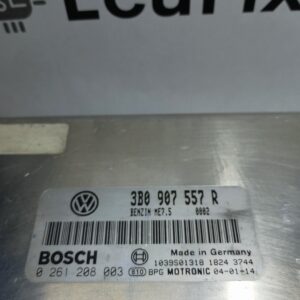 EcuFix
3B0 907 557 R
BENZIN ME7.5 0002
BOSCH
Made in Germany
1039S01318 1824 3744
0 261 208 003 BPG MOTRONIC 04-01-14